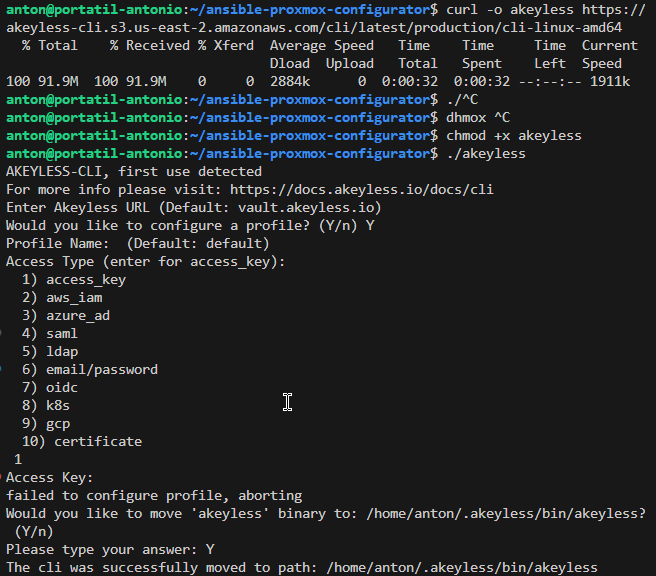 anton@portatil-antonio:~/ansible-proxmox-configurator$ curl -o akeyless https://
akeyless-cli.s3.us-east-2.amazonaws.com/cli/latest/production/cli-linux-amd64
  % Total    % Received % Xferd  Average Speed   Time    Time     Time  Current
                                 Dload  Upload   Total   Spent    Left  Speed
100 91.9M  100 91.9M    0     0  2884k      0  0:00:32  0:00:32 --:--:-- 1911k
anton@portatil-antonio:~/ansible-proxmox-configurator$ ./^C
anton@portatil-antonio:~/ansible-proxmox-configurator$ dhmox ^C
anton@portatil-antonio:~/ansible-proxmox-configurator$ chmod +x akeyless
anton@portatil-antonio:~/ansible-proxmox-configurator$ ./akeyless
AKEYLESS-CLI, first use detected
For more info please visit: https://docs.akeyless.io/docs/cli
Enter Akeyless URL (Default: vault.akeyless.io)
Would you like to configure a profile? (Y/n) Y
Profile Name:  (Default: default)
Access Type (enter for access_key):
  1) access_key
  2) aws_iam
  3) azure_ad
  4) saml
  5) ldap
  6) email/password
  7) oidc
  8) k8s
  9) gcp
  10) certificate
 1
Access Key:
failed to configure profile, aborting
Would you like to move 'akeyless' binary to: /home/anton/.akeyless/bin/akeyless?
 (Y/n)
Please type your answer: Y
The cli was successfully moved to path: /home/anton/.akeyless/bin/akeyless